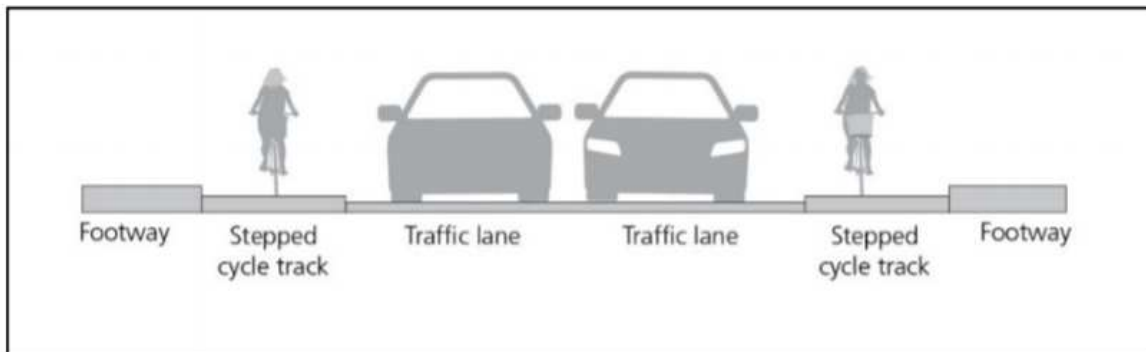 Footway
Stepped
cycle track
Traffic lane
Traffic lane
Stepped
cycle track
Footway